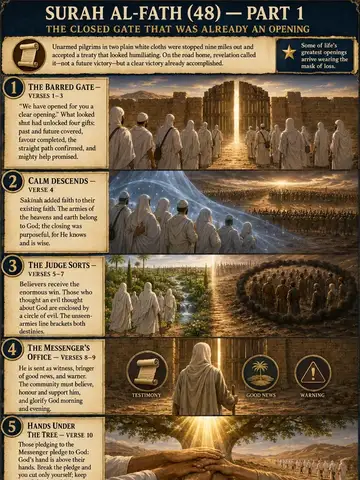 SURAH AL-FATH (48) — PART 1
THE CLOSED GATE THAT WAS ALREADY AN OPENING
Unarmed pilgrims in two plain white cloths were stopped nine miles out and
accepted a treaty that looked humiliating. On the road home, revelation called
it—not a future victory—but a clear victory already accomplished.
Some of life's
greatest openings
arrive wearing the
mask of loss.
1
THE BARRED GATE —
VERSES 1–3
"We have opened for you a
clear opening." What looked
shut had unlocked four gifts:
past and future covered,
favour completed, the
straight path confirmed, and
mighty help promised.
2
CALM DESCENDS —
VERSE 4
Sakinah added faith to their
existing faith. The armies of
the heavens and earth belong
to God; the closing was
purposeful, for He knows
and is wise.
3
THE JUDGE SORTS —
VERSES 5–7
Believers receive the
enormous win. Those who
thought an evil thought
about God are enclosed by
a circle of evil. The unseen-
armies line brackets both
destinies.
4
THE MESSENGER'S
OFFICE — VERSES 8–9
He is sent as witness, bringer
of good news, and warner.
The community must believe,
honour and support him,
and glorify God morning
and evening.
TESTIMONY
GOOD NEWS
WARNING
5
HANDS UNDER
THE TREE — VERSE 10
Those pledging to the
Messenger pledge to God:
God's hand is above their
hands. Break the pledge and
you cut only yourself; keep